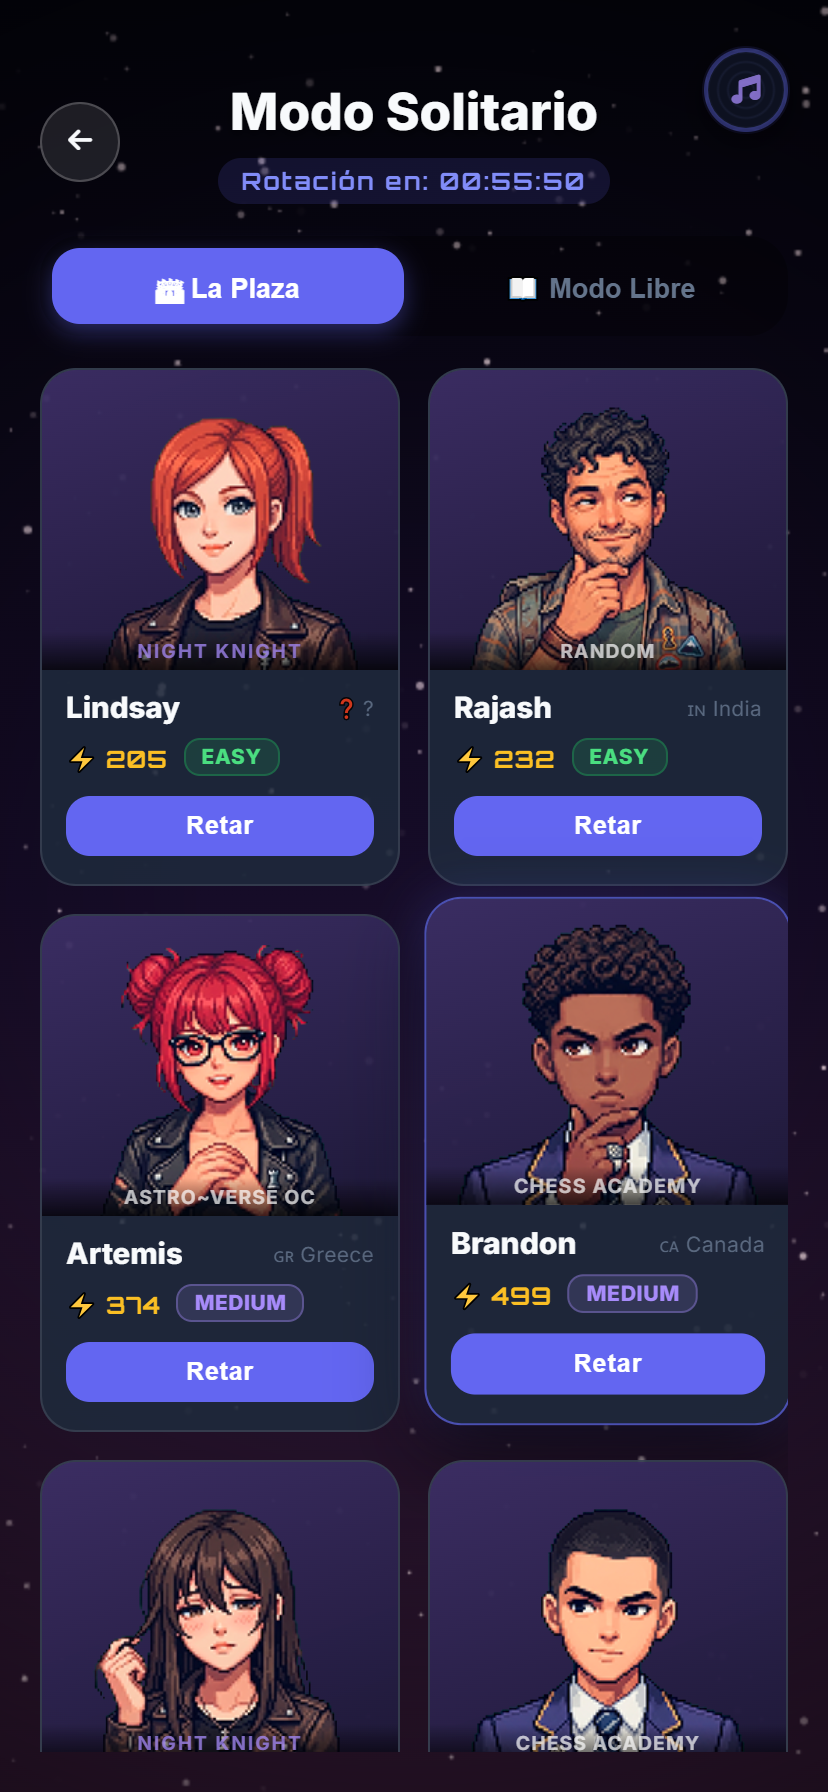 Modo Solitario
Rotación en: 00:55:50
La Plaza
Modo Libre
NIGHT KNIGHT
Lindsay
❓ ?
⚡ 205
EASY
Retar
RANDOM
Rajash
IN India
⚡ 232
EASY
Retar
ASTRO~VERSE OC
Artemis
GR Greece
⚡ 374
MEDIUM
Retar
CHESS ACADEMY
Brandon
CA Canada
⚡ 499
MEDIUM
Retar
NIGHT KNIGHT
CHESS ACADEMY